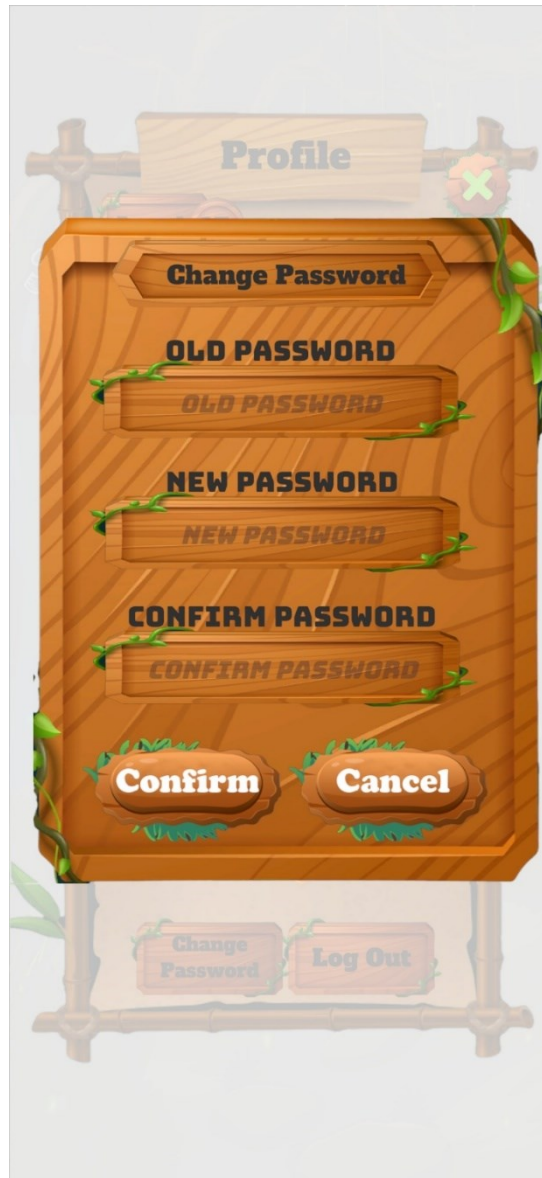 Profile
Change Password
OLD PASSWORD
OLD PASSWORD
NEW PASSWORD
NEW PASSWORD
CONFIRM PASSWORD
CONFIRM PASSWORD
Confirm Cancel
Change
Password
Log Out